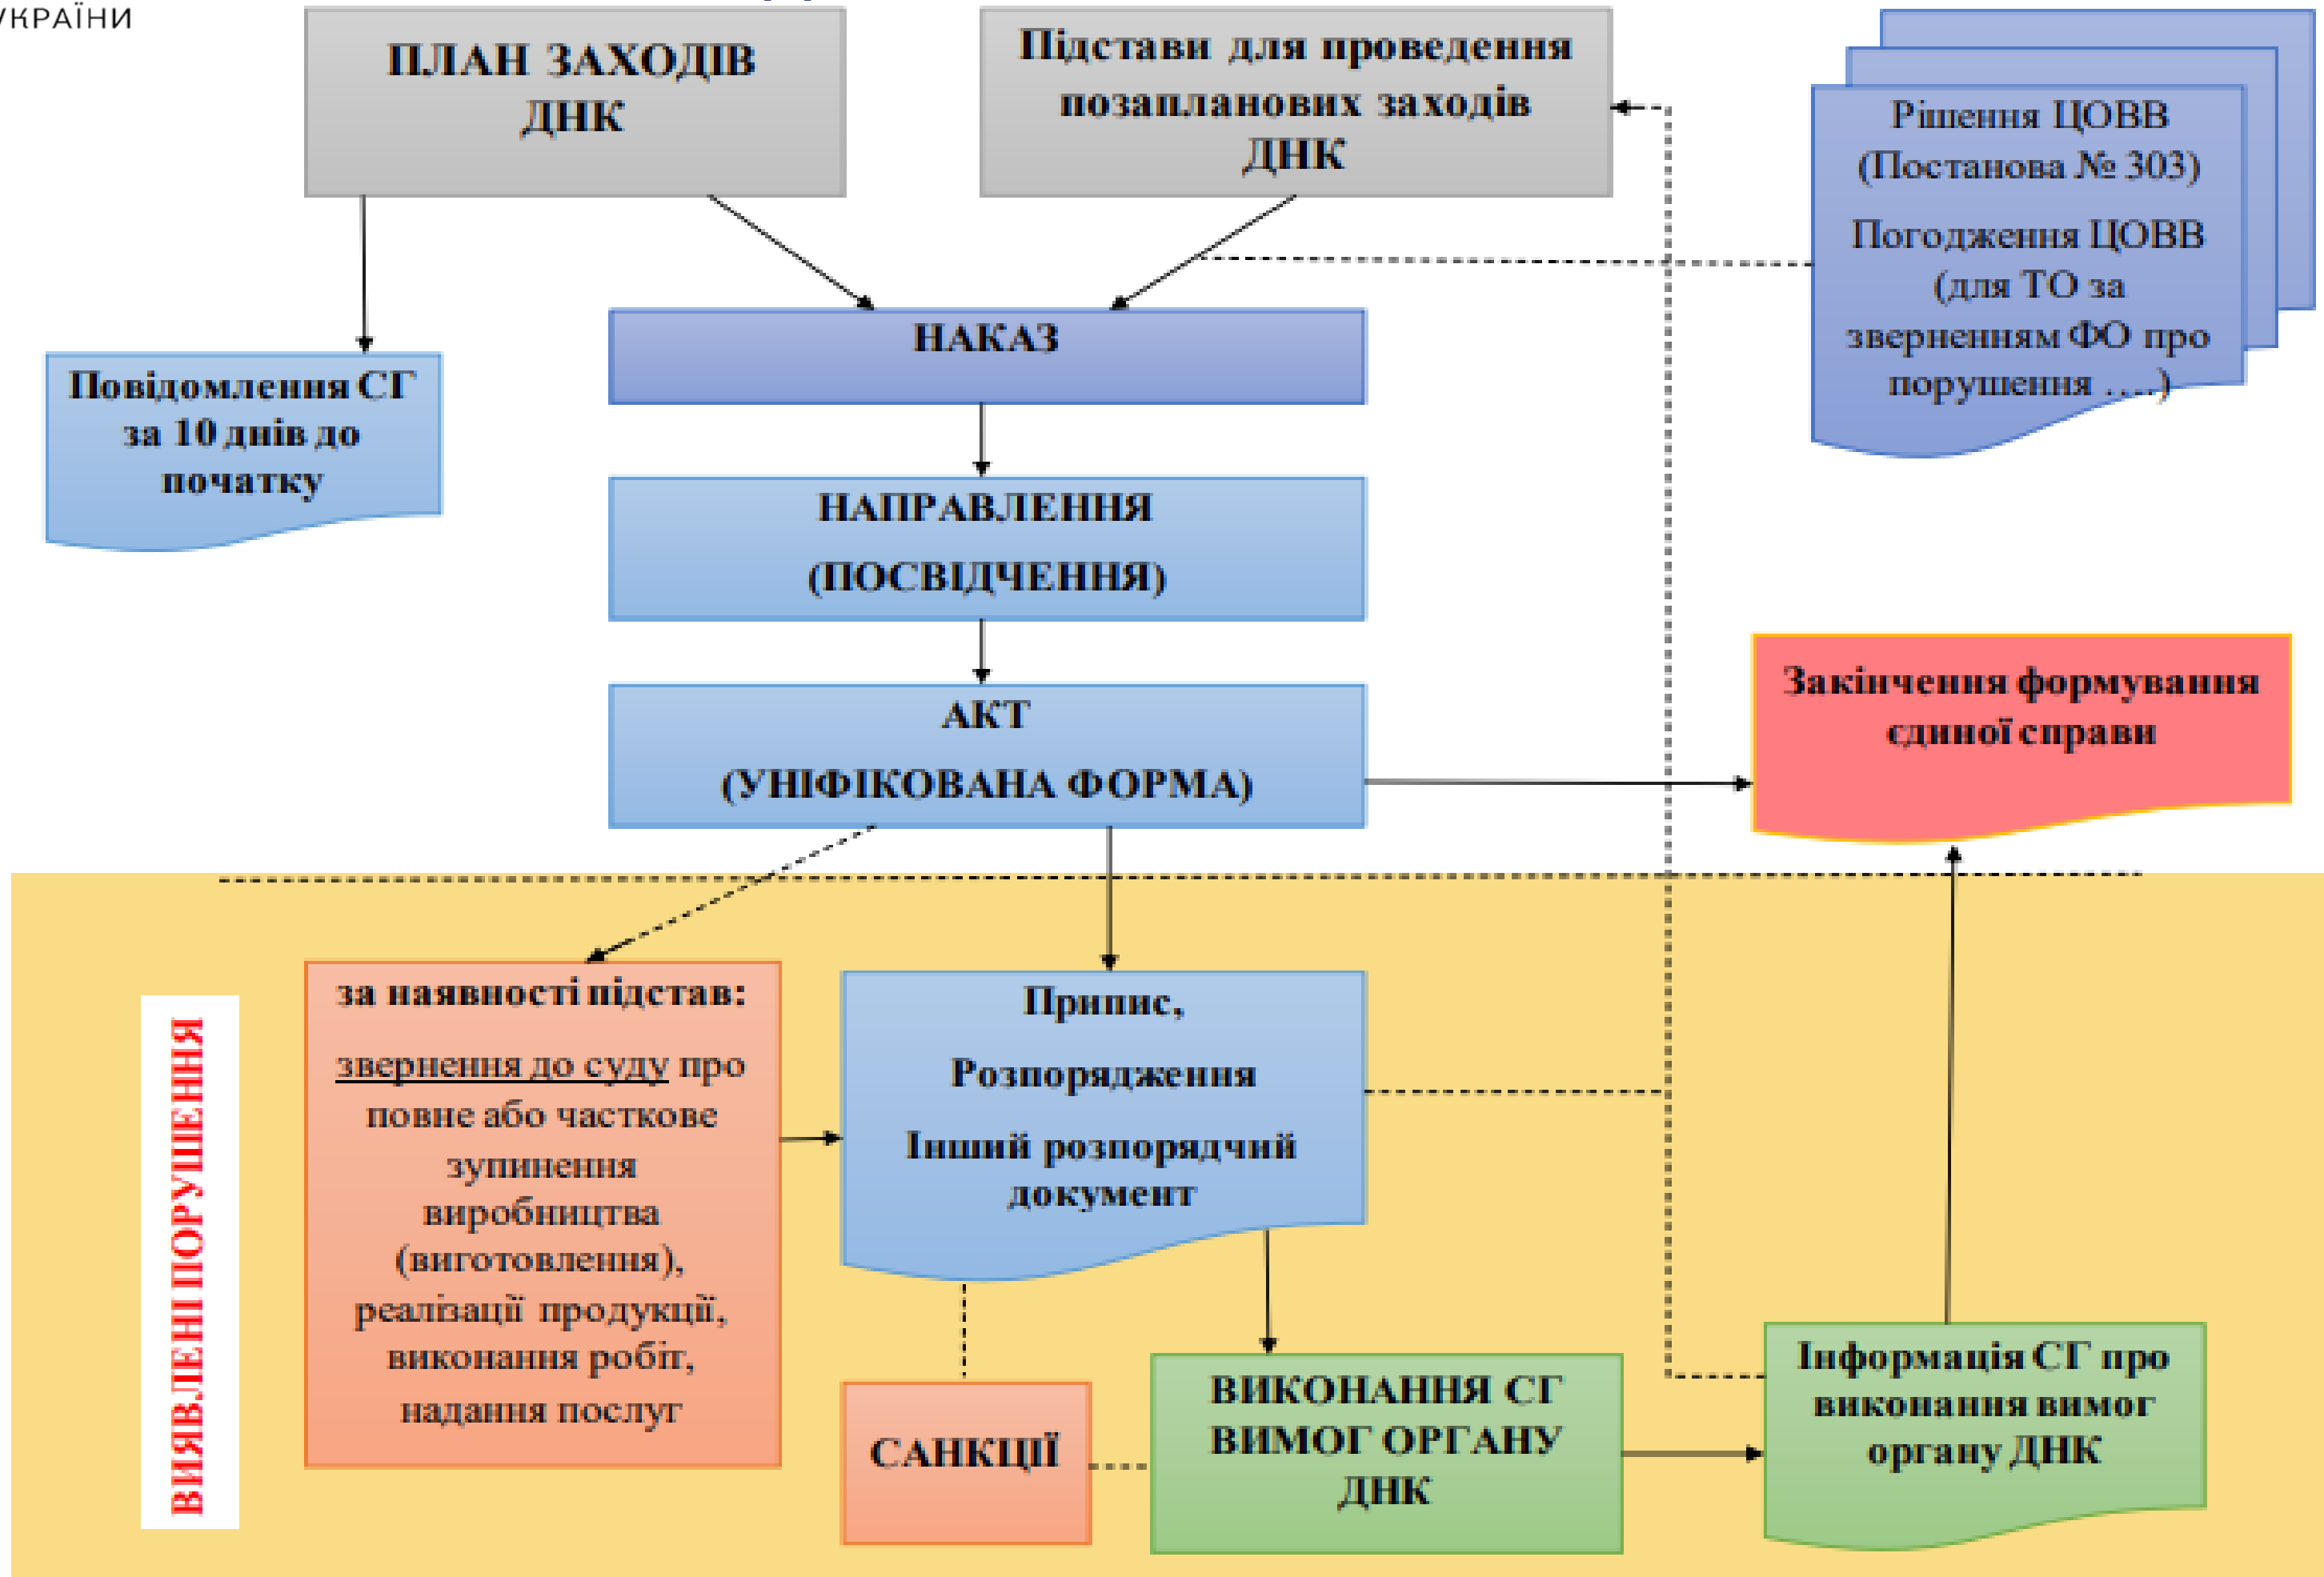 УКРАЇНИ
ПЛАН ЗАХОДІВ
ДНК
Підстави для проведення
позапланових заходів
ДНК
Рішення ЦОВВ
(Постанова № 303)
Погодження ЦОВВ
(для ТО за
зверненням ФО про
порушення ….)
НАКАЗ
Повідомлення СГ
за 10 днів до
початку
НАПРАВЛЕННЯ
(ПОСВІДЧЕННЯ)
АКТ
(УНІФІКОВАНА ФОРМА)
Закінчення формування
єдиної справи
ВИЯВЛЕНІ ПОРУШЕННЯ
за наявності підстав:
звернення до суду про
повне або часткове
зупинення
виробництва
(виготовлення),
реалізації продукції,
виконання робіт,
надання послуг
Припис,
Розпорядження
Інший розпорядчий
документ
САНКЦІЇ
ВИКОНАННЯ СГ
ВИМОГ ОРГАНУ
ДНК
Інформація СГ про
виконання вимог
органу ДНК